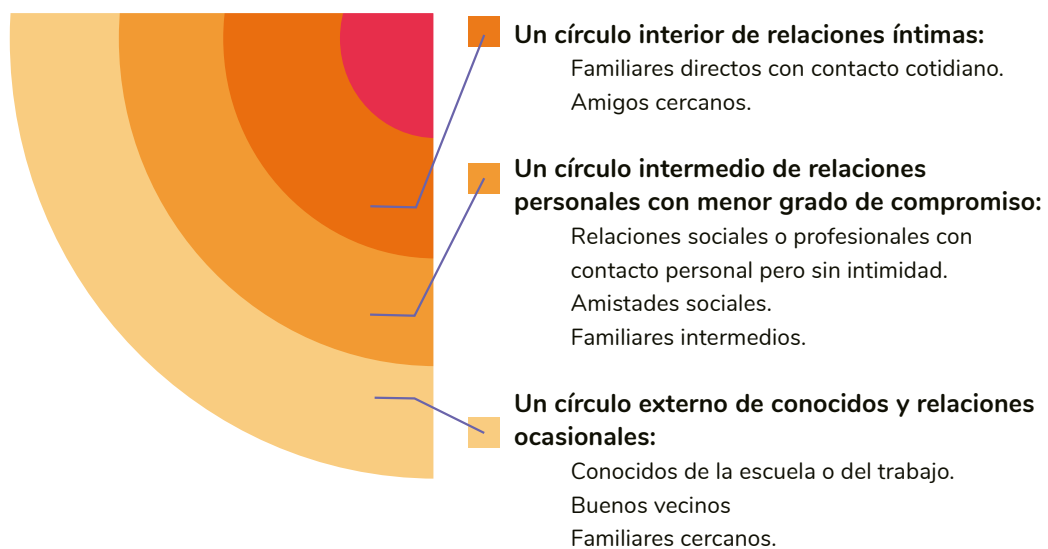 Un círculo interior de relaciones íntimas:
Familiares directos con contacto cotidiano.
Amigos cercanos.
Un círculo intermedio de relaciones
personales con menor grado de compromiso:
Relaciones sociales o profesionales con
contacto personal pero sin intimidad.
Amistades sociales.
Familiares intermedios.
Un círculo externo de conocidos y relaciones
ocasionales:
Conocidos de la escuela o del trabajo.
Buenos vecinos
Familiares cercanos.